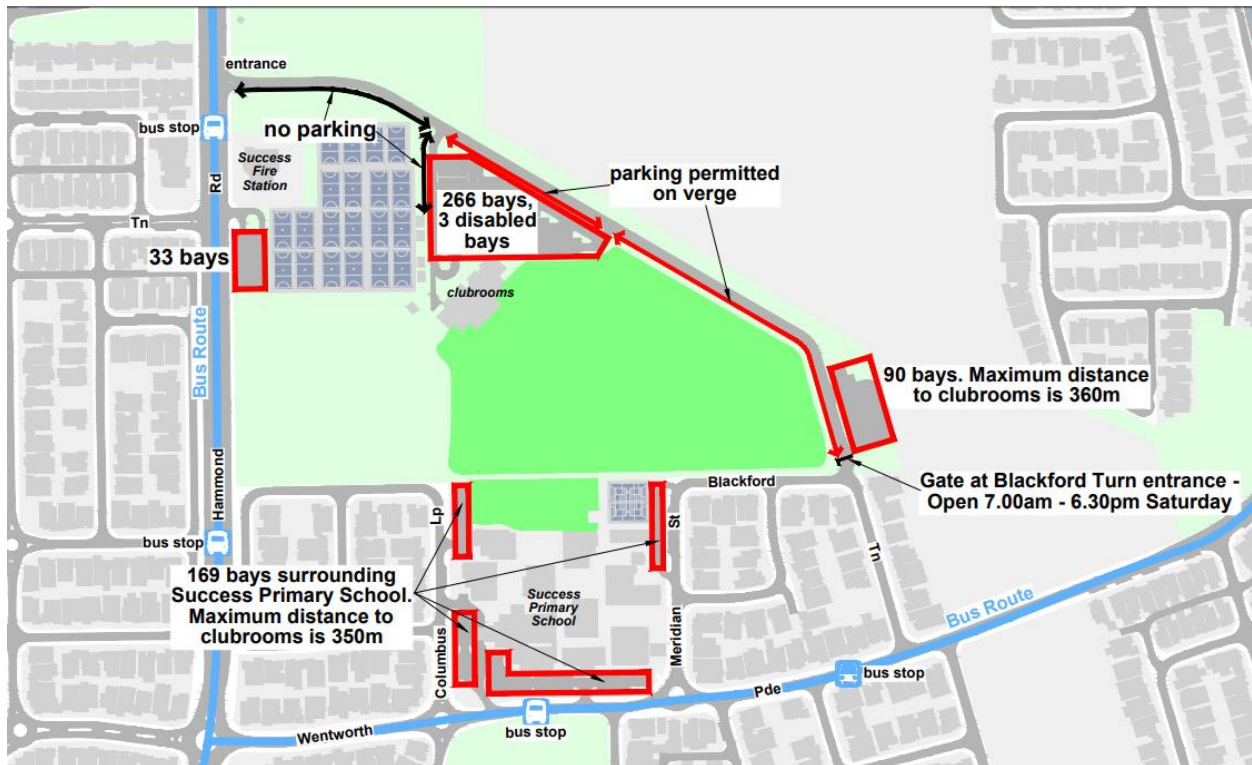 entrance
bus stop
no parking
Success
Fire
Station
Rd
parking permitted
on verge
266 bays,
3 disabled
bays
Tn
33 bays
clubrooms
Bus Route
90 bays. Maximum distance
to clubrooms is 360m
Gate at Blackford Turn entrance -
Open 7.00am - 6.30pm Saturday
Blackford
Hammond
Lp
St
bus stop
Tn
169 bays surrounding
Success Primary School.
Maximum distance to
clubrooms is 350m
Success
Primary
School
Bus Route
Meridian
Columbus
bus stop
Pde
Wentworth
bus stop